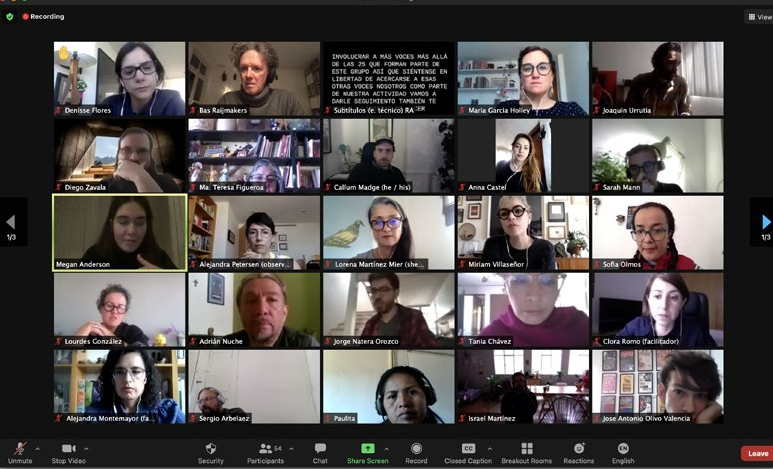 Recording
View
Denisse Flores
Bas Raijmakers
INVOLUCRAR A MÁS VOCES MÁS ALLÁ
DE LAS 25 QUE FORMAN PARTE DE
ESTE GRUPO ASÍ QUE SIÉNTENSE EN
LIBERTAD DE ACERCARSE A ESAS
OTRAS VOCES NOSOTROS COMO PARTE
DE NUESTRA ACTIVIDAD VAMOS A
DARLE SEGUIMIENTO TAMBIÉN TE
Subtítulos (e. técnico) RA
María García Holley
Joaquin Urrutia
Diego Zavala
Ma. Teresa Figueroa
Callum Madge (he / his)
Anna Castel
Sarah Mann
1/3
1/3
Megan Anderson
Alejandra Petersen (observ...
Lorena Martínez Mier (she...
Miriam Villaseñor
Sofía Olmos
Lourdes González
Adrián Nuche
Jorge Natera Orozco
Tania Chávez
Clora Romo (facilitador)
Alejandra Montemayor (fa...
Sergio Arbelaez
Paulita
Israel Martínez
Jose Antonio Olivo Valencia
Unmute
Stop Video
Security
54
Participants
Chat
Share Screen
Record
CC
Closed Caption
Breakout Rooms
Reactions
EN
English
Leave